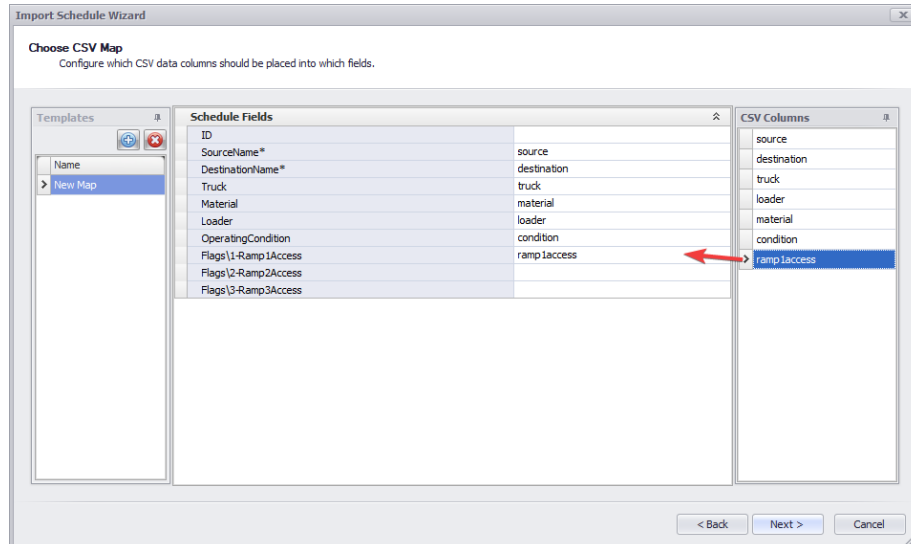 Import Schedule Wizard
Choose CSV Map
Configure which CSV data columns should be placed into which fields.
Templates
Name
New Map
Schedule Fields
ID
SourceName* source
DestinationName* destination
Truck truck
Material material
Loader loader
OperatingCondition condition
Flags\1-Ramp1Access ramp1access
Flags\2-Ramp2Access
Flags\3-Ramp3Access
CSV Columns
source
destination
truck
loader
material
condition
ramp1access
< Back Next > Cancel